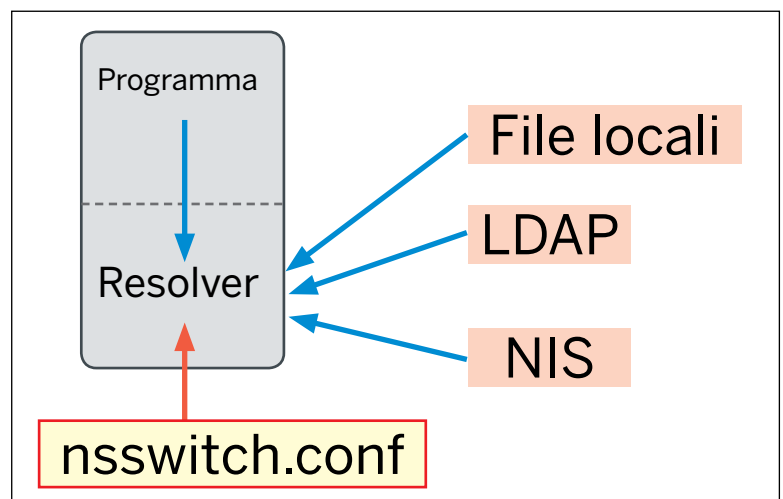 Programma
Resolver
File locali
LDAP
NIS
nsswitch.conf